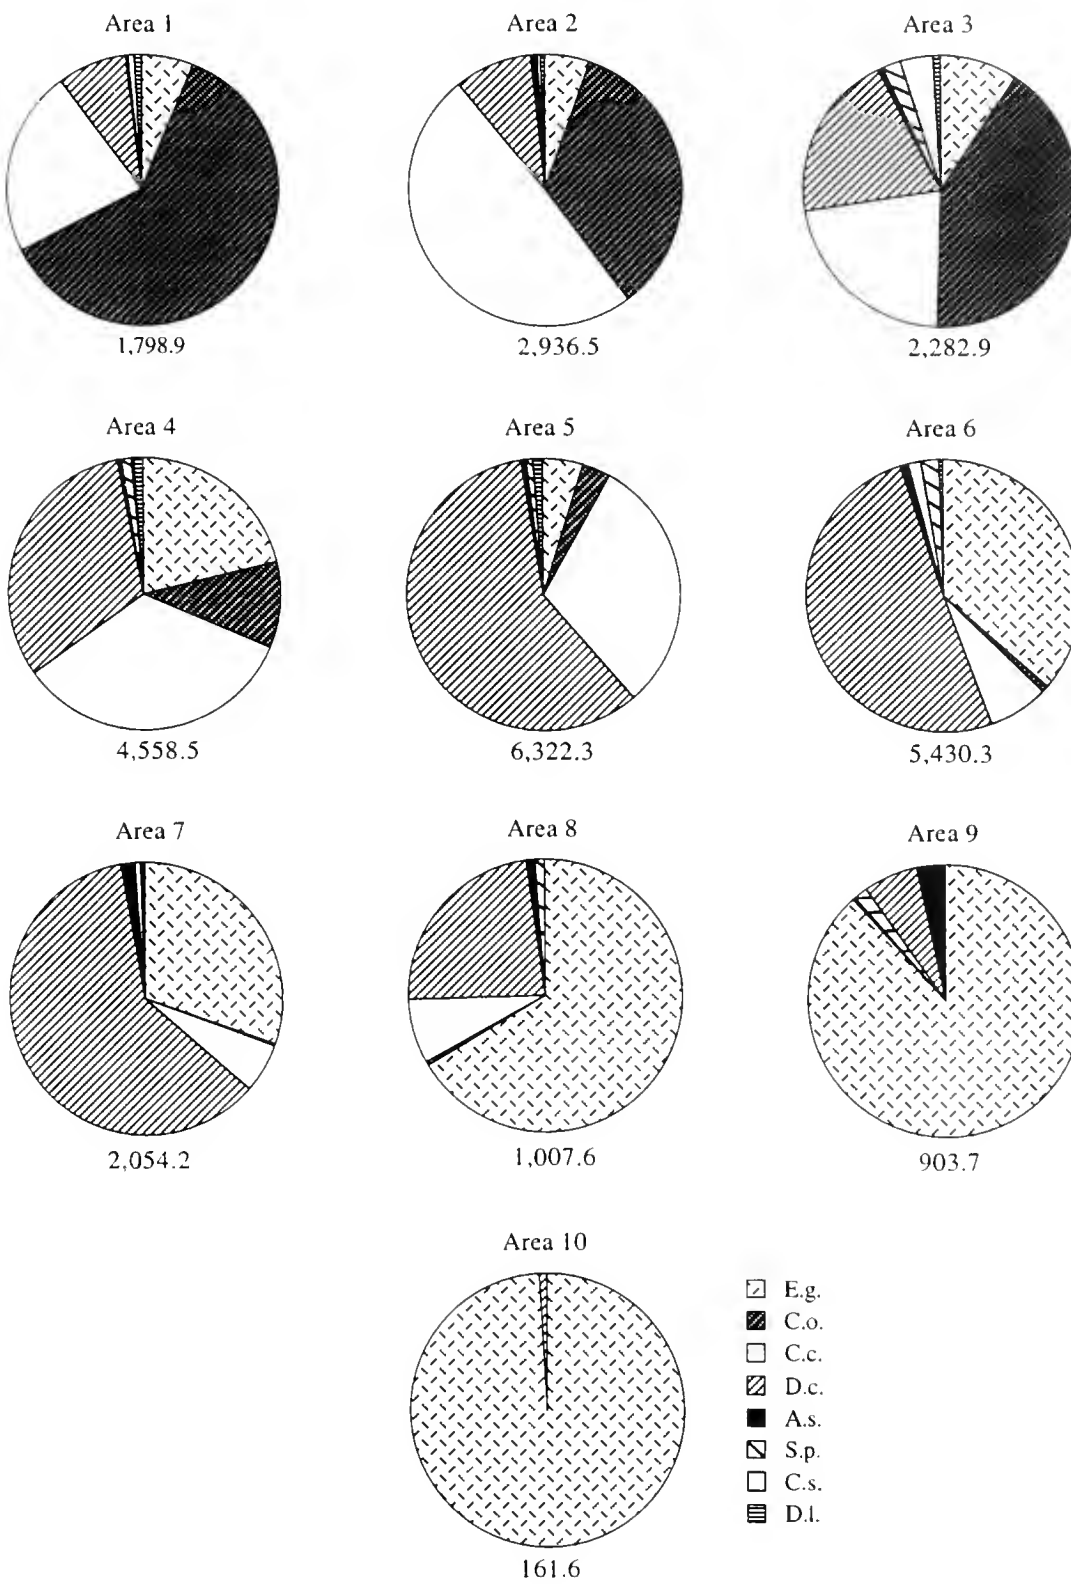 Area 1
Area 2
Area 3
1,798.9
2,936.5
2,282.9
Area 4
Area 5
Area 6
4,558.5
6,322.3
5,430.3
Area 7
Area 8
Area 9
2,054.2
1,007.6
903.7
Area 10
E.g.
C.o.
C.c.
D.c.
A.s.
S.p.
C.s.
D.l.
161.6